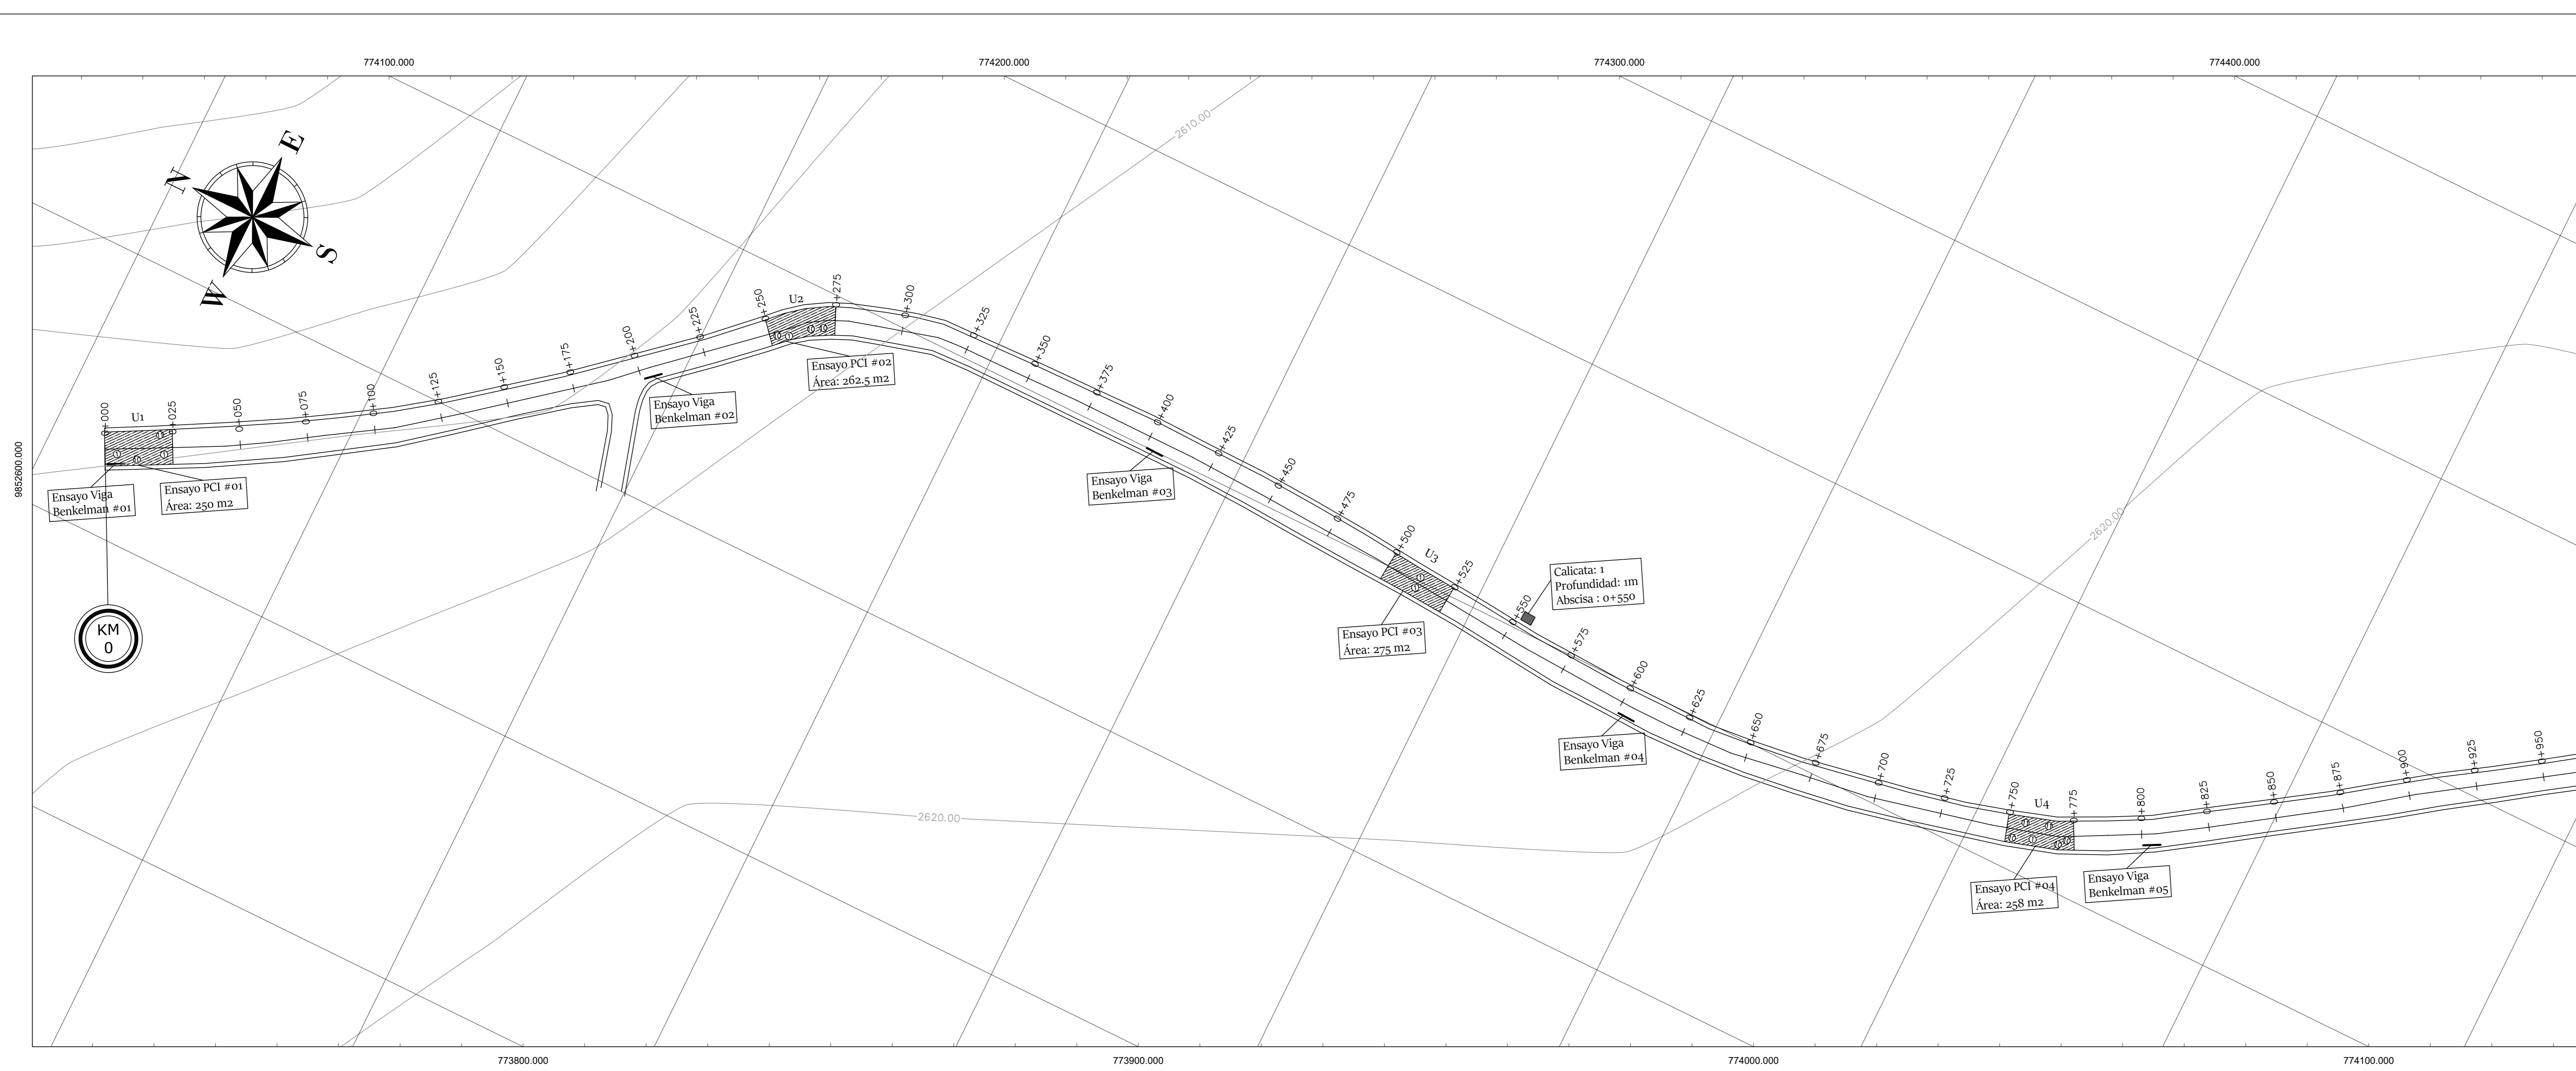 774100.000
774200.000
774300.000
774400.000
9852600.000
N
E
S
W
2610.00
2620.00
2620.00
0+000
U1
0+025
0+050
0+075
0+100
0+125
0+150
0+175
0+200
0+225
0+250
U2
0+275
0+300
0+325
0+350
0+375
0+400
0+425
0+450
0+475
0+500
U3
0+525
0+550
0+575
0+600
0+625
0+650
0+675
0+700
0+725
0+750
U4
0+775
0+800
0+825
0+850
0+875
0+900
0+925
0+950
Ensayo Viga
Benkelman #01
Ensayo PCI #01
Área: 250 m2
KM
0
Ensayo Viga
Benkelman #02
Ensayo PCI #02
Área: 262.5 m2
Ensayo Viga
Benkelman #03
Ensayo PCI #03
Área: 275 m2
Calicata: 1
Profundidad: 1m
Abscisa : 0+550
Ensayo Viga
Benkelman #04
Ensayo PCI #04
Área: 258 m2
Ensayo Viga
Benkelman #05
773800.000
773900.000
774000.000
774100.000